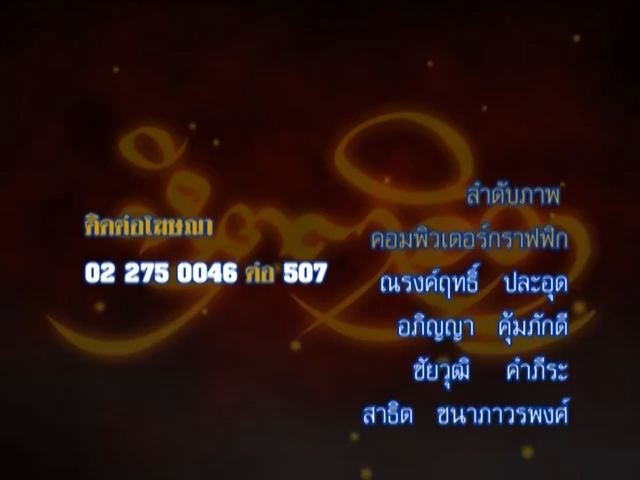 ติดต่อโฆษณา
02 275 0046 ต่อ 507
ลำดับภาพ
คอมพิวเตอร์กราฟฟิก
ณรงค์ฤทธิ์ ปละอุด
อภิญญา คุ้มภักดี
ชัยวุฒิ คำภีระ
สาธิต ชนาภาวรพงศ์